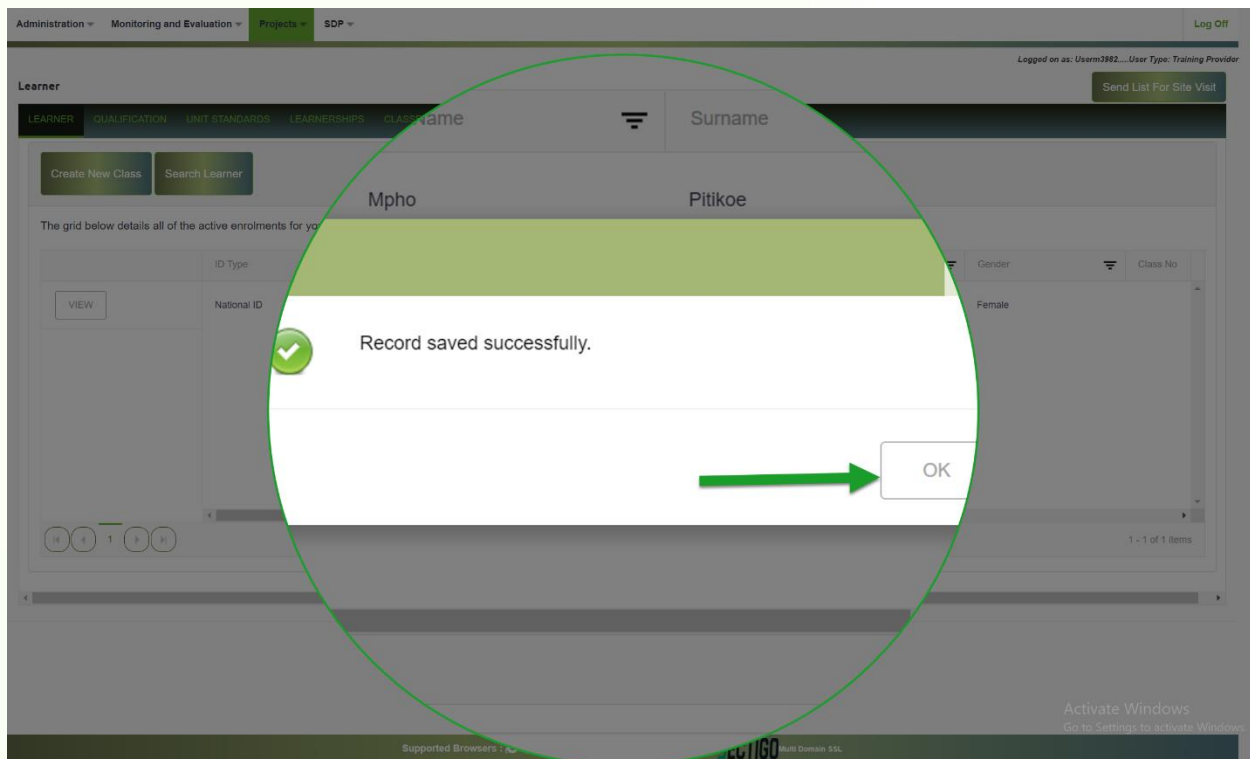 Administration Monitoring and Evaluation Projects SDP Log Off
Logged on as: Userm3982....User Type: Training Provider
Learner
Send List For Site Visit
LEARNER QUALIFICATION UNIT STANDARDS LEARNERSHIPS
Name Surname
Create New Class Search Learner
Mpho Pitikoe
The grid below details all of the active enrolments for
ID Type Gender Class No
VIEW National ID Female
Record saved successfully.
OK
1 1 - 1 of 1 items
Activate Windows
Go to Settings to activate Windows
Supported Browsers :
Multi Domain SSL